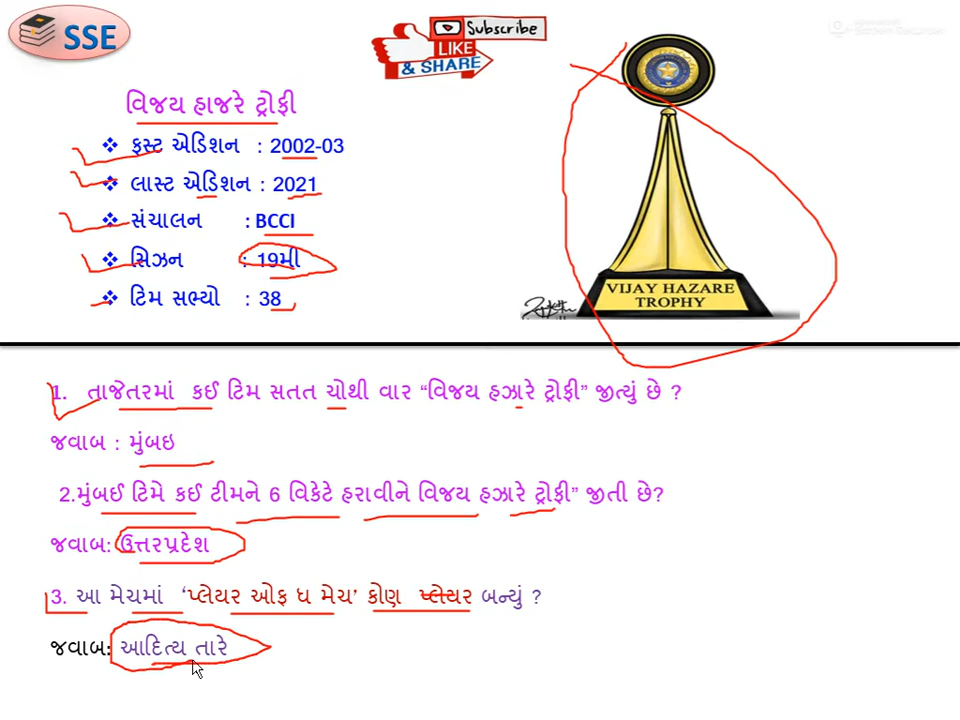 SSE
Subscribe
LIKE
& SHARE
વિજય હાજરે ટ્રોફી
❖ ફસ્ટ એડિશન : 2002-03
❖ લાસ્ટ એડિશન : 2021
❖ સંચાલન : BCCI
❖ સિઝન : 19મી
❖ ટિમ સભ્યો : 38
VIJAY HAZARE
TROPHY
1. તાજેતરમાં કઈ ટિમ સતત ચોથી વાર “વિજય હઝારે ટ્રોફી” જીત્યું છે ?
જવાબ : મુંબઇ
2.મુંબઈ ટિમે કઈ ટીમને 6 વિકેટે હરાવીને વિજય હઝારે ટ્રોફી” જીતી છે?
જવાબ: ઉત્તરપ્રદેશ
3. આ મેચમાં ‘પ્લેયર ઓફ ધ મેચ’ કોણ પ્લેયર બન્યું ?
જવાબ: આદિત્ય તારે